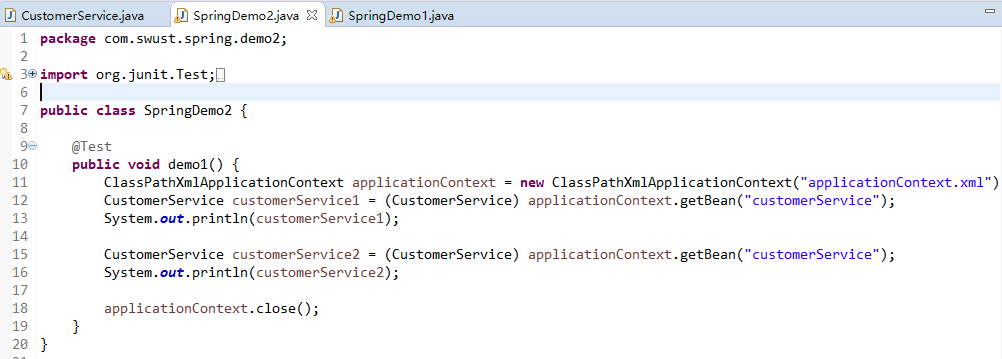 CustomerService.java SpringDemo2.java SpringDemo1.java
1 package com.swust.spring.demo2;
2
3 import org.junit.Test;
6
7 public class SpringDemo2 {
8
9 @Test
10 public void demo1() {
11 ClassPathXmlApplicationContext applicationContext = new ClassPathXmlApplicationContext("applicationContext.xml")
12 CustomerService customerService1 = (CustomerService) applicationContext.getBean("customerService");
13 System.out.println(customerService1);
14
15 CustomerService customerService2 = (CustomerService) applicationContext.getBean("customerService");
16 System.out.println(customerService2);
17
18 applicationContext.close();
19 }
20 }